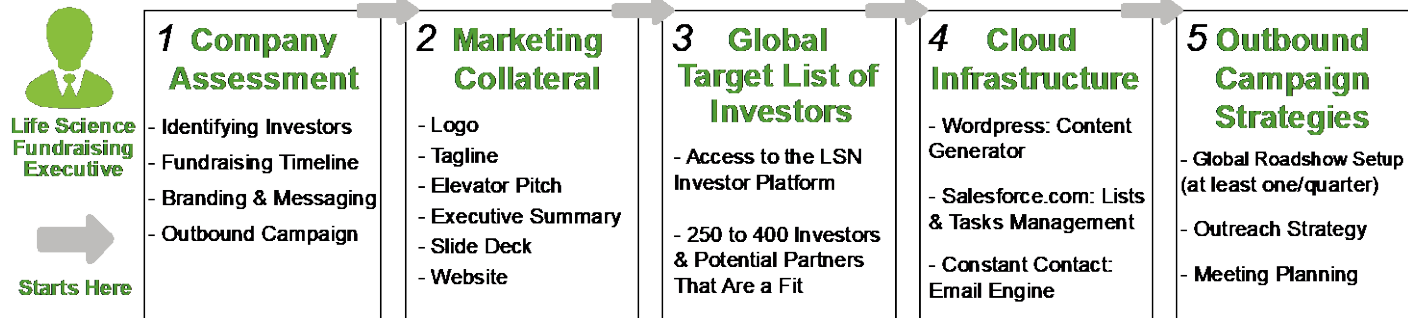 Life Science
Fundraising
Executive
Starts Here
1 Company
Assessment
- Identifying Investors
- Fundraising Timeline
- Branding & Messaging
- Outbound Campaign
2 Marketing
Collateral
- Logo
- Tagline
- Elevator Pitch
- Executive Summary
- Slide Deck
- Website
3 Global
Target List of
Investors
- Access to the LSN
Investor Platform
- 250 to 400 Investors
& Potential Partners
That Are a Fit
4 Cloud
Infrastructure
- Wordpress: Content
Generator
- Salesforce.com: Lists
& Tasks Management
- Constant Contact:
Email Engine
5 Outbound
Campaign
Strategies
- Global Roadshow Setup
(at least one/quarter)
- Outreach Strategy
- Meeting Planning